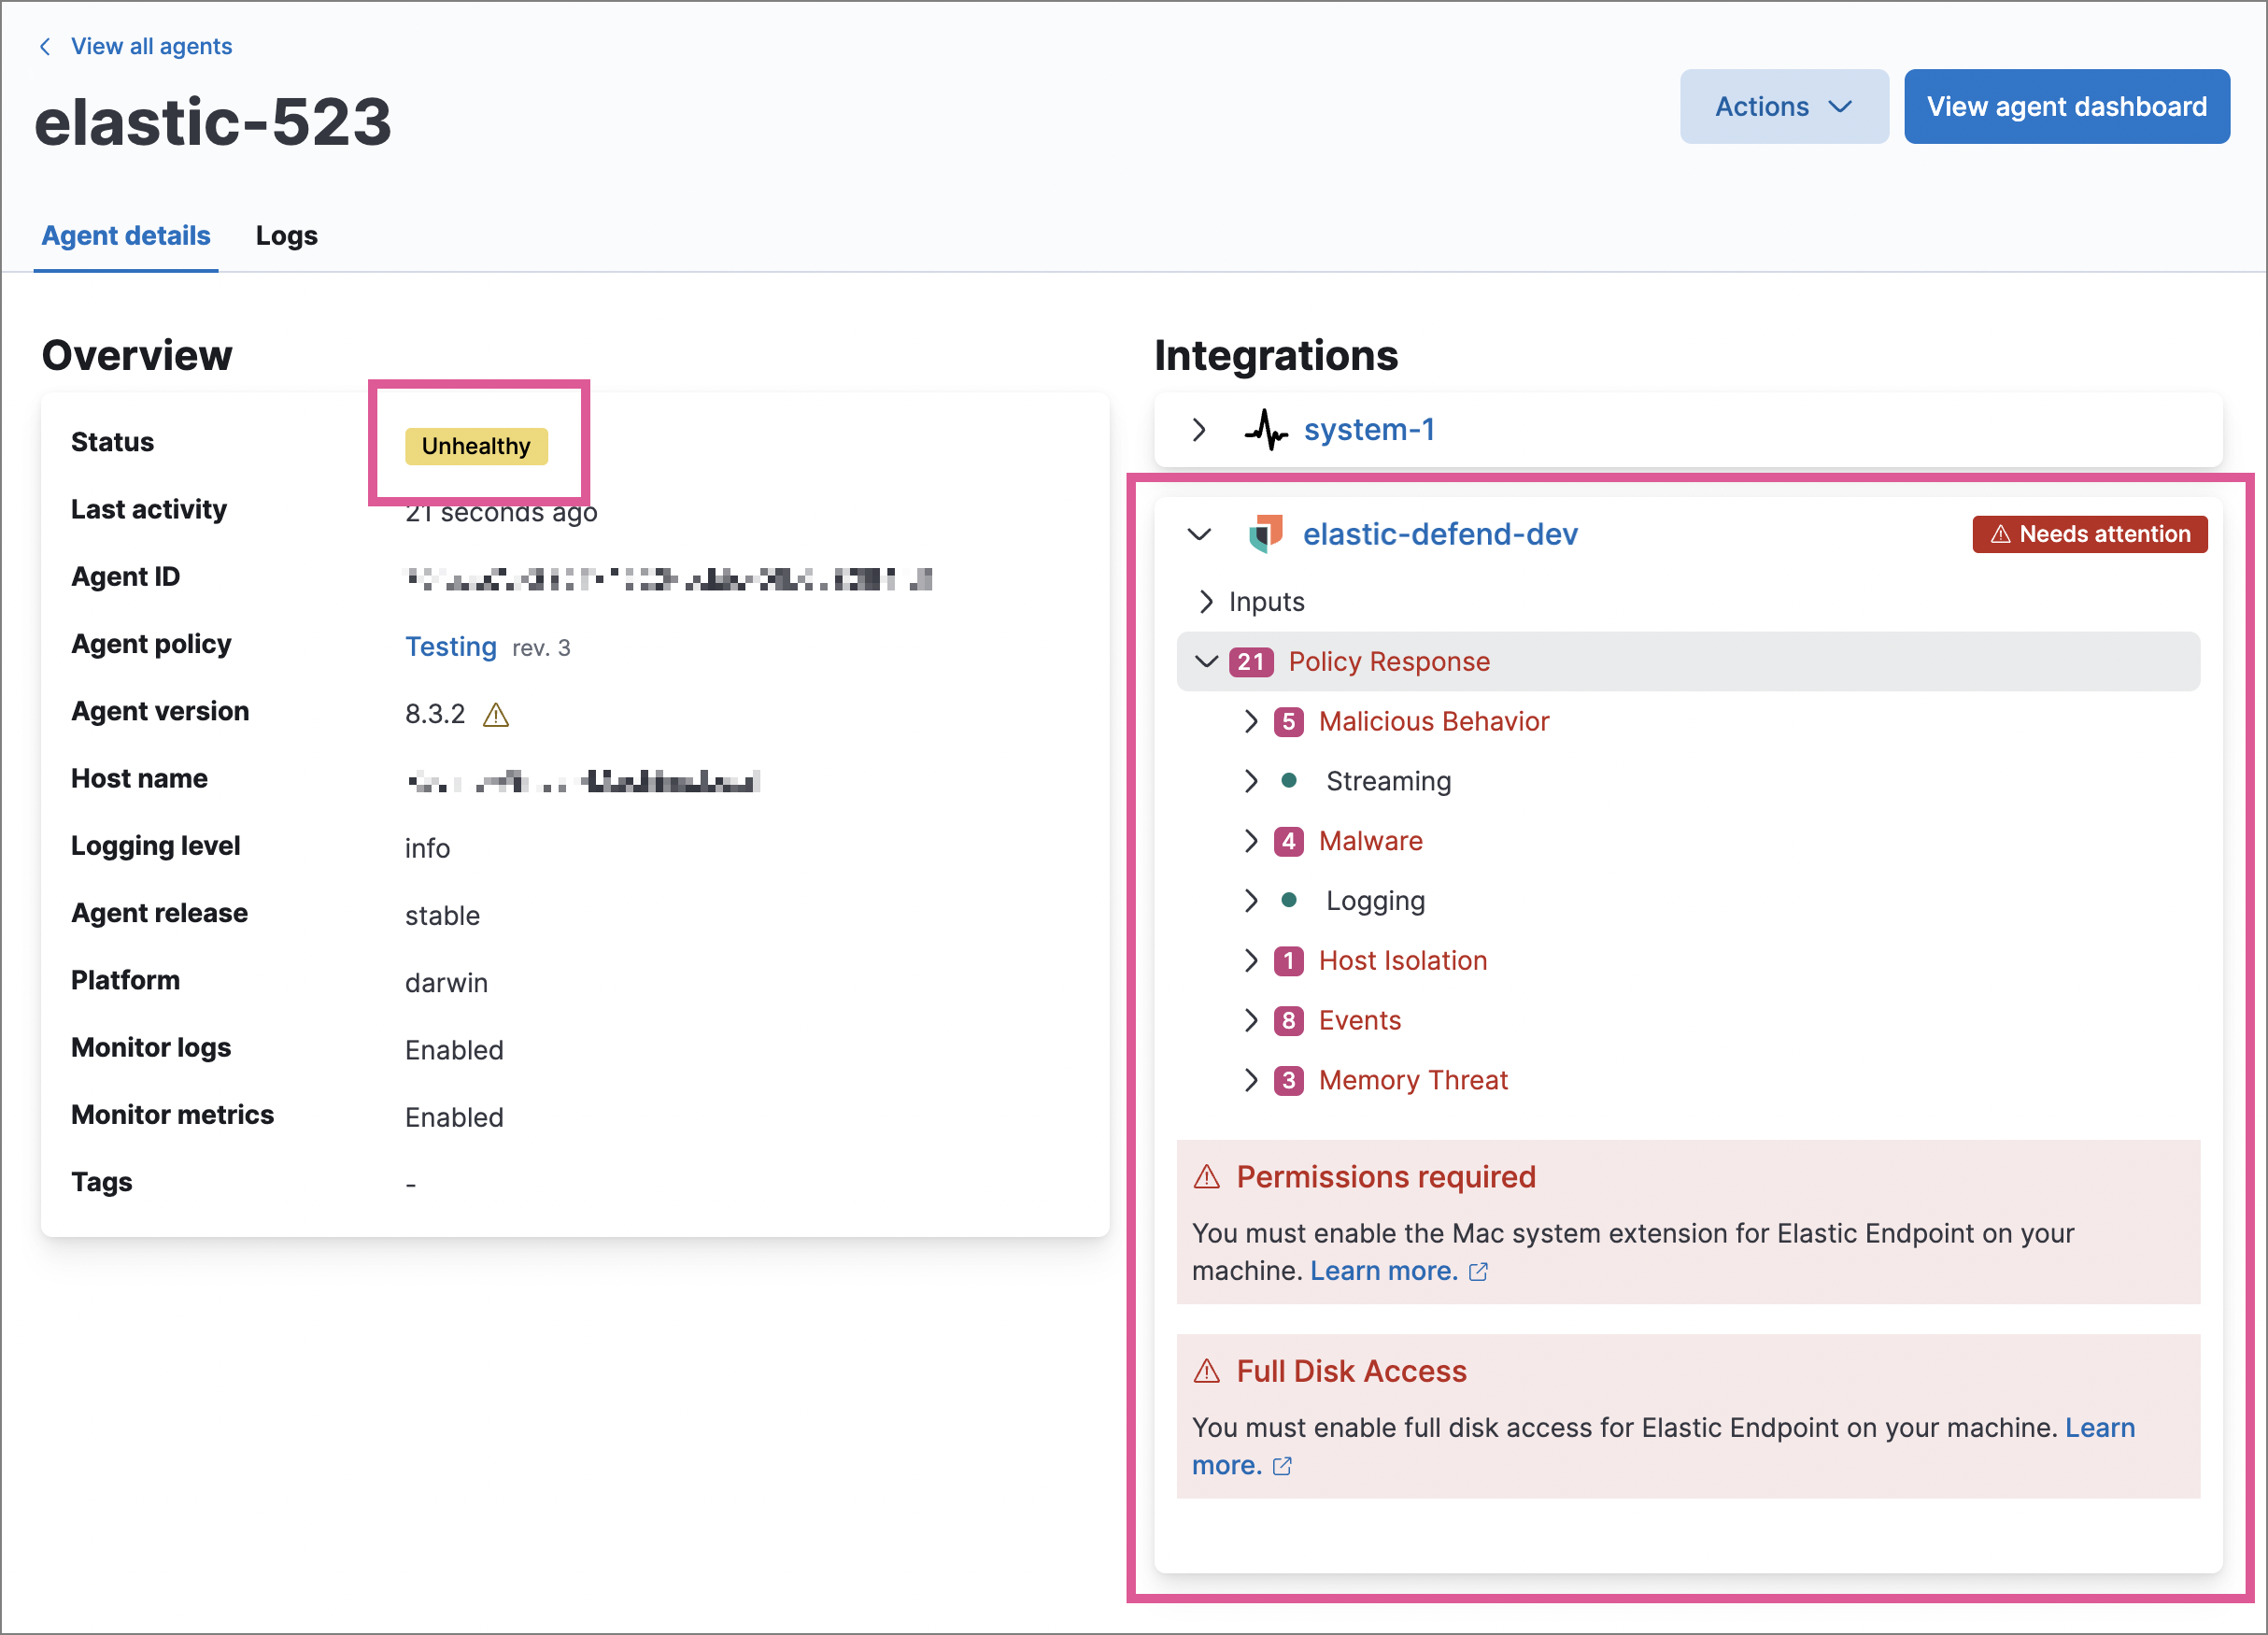 View all agents
elastic-523
Actions
View agent dashboard
Agent details
Logs
Overview
Status
Unhealthy
Last activity
21 seconds ago
Agent ID
Agent policy
Testing rev. 3
Agent version
8.3.2
Host name
Logging level
info
Agent release
stable
Platform
darwin
Monitor logs
Enabled
Monitor metrics
Enabled
Tags
-
Integrations
system-1
elastic-defend-dev
Needs attention
Inputs
21 Policy Response
5 Malicious Behavior
Streaming
4 Malware
Logging
1 Host Isolation
8 Events
3 Memory Threat
Permissions required
You must enable the Mac system extension for Elastic Endpoint on your
machine. Learn more.
Full Disk Access
You must enable full disk access for Elastic Endpoint on your machine. Learn
more.